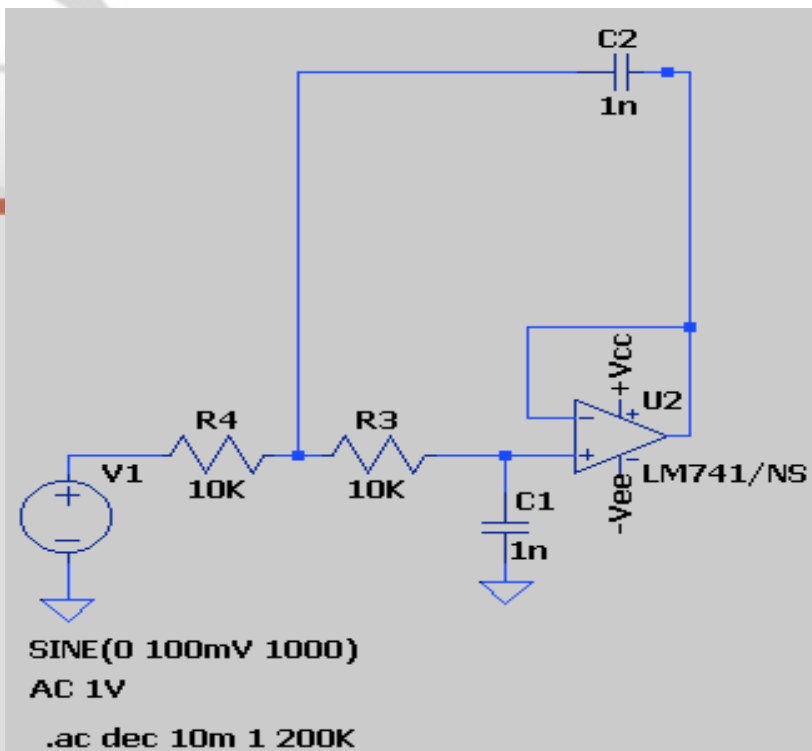 C2
1n
+Vcc
U2
R4
R3
V1
+
-
10K
10K
-
+
+
-
LM741/NS
-Vee
C1
1n
SINE(0 100mV 1000)
AC 1V
.ac dec 10m 1 200K